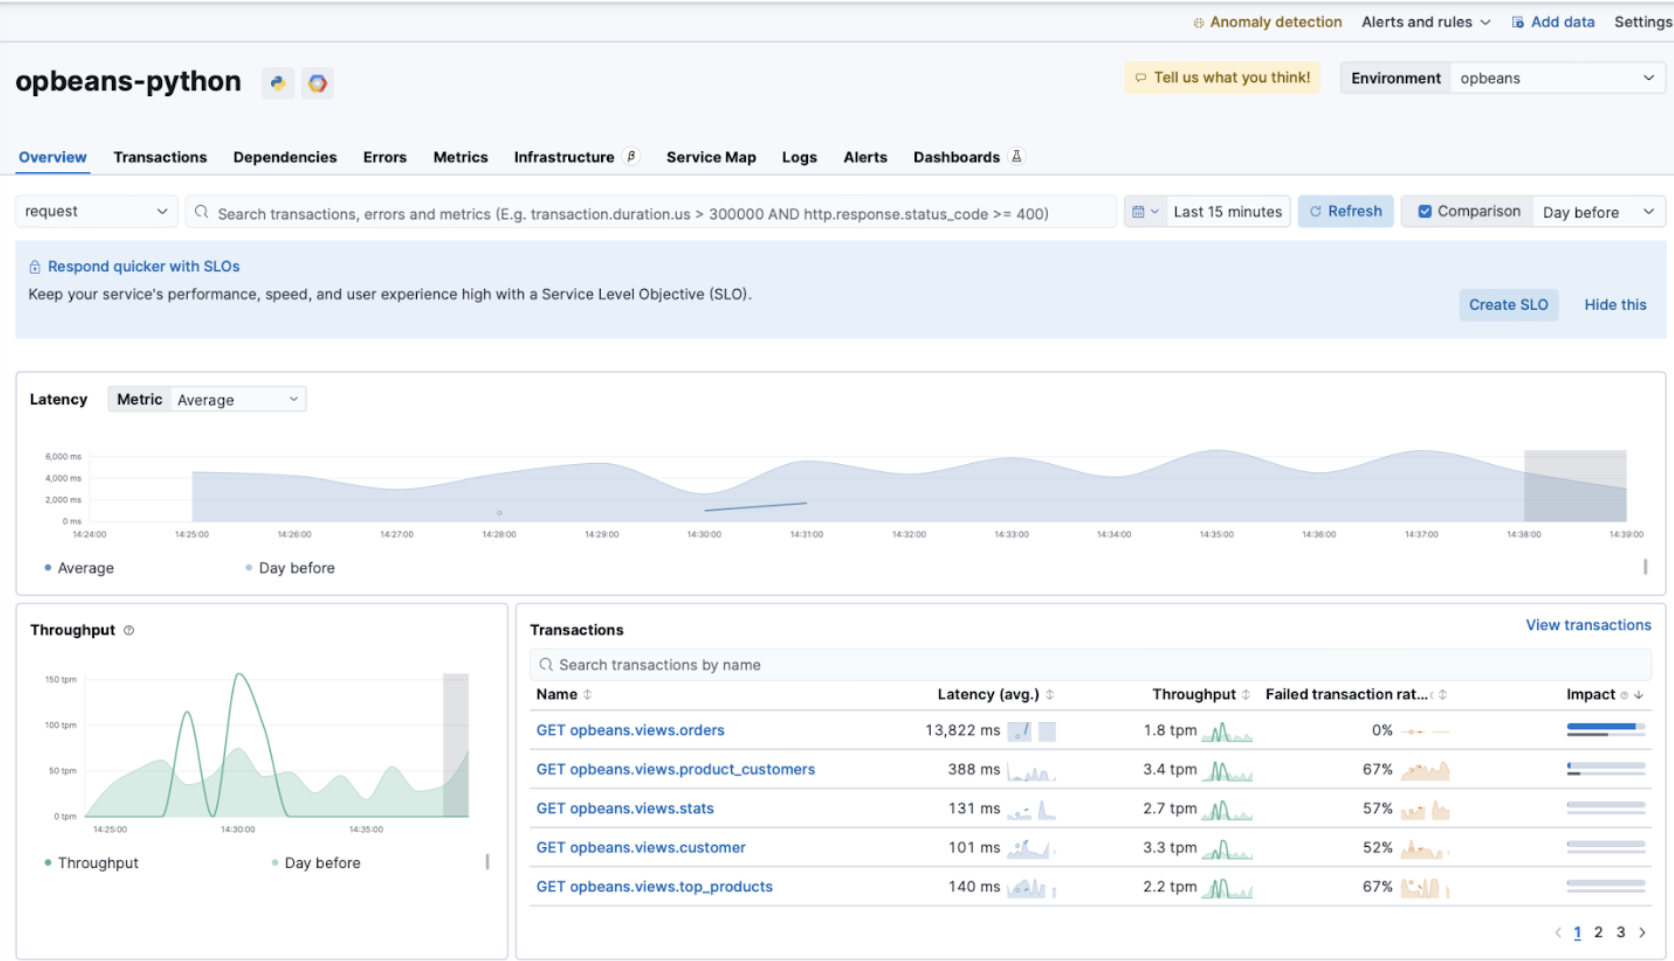 Anomaly detection Alerts and rules Add data Settings
opbeans-python
Tell us what you think! Environment opbeans
Overview Transactions Dependencies Errors Metrics Infrastructure β Service Map Logs Alerts Dashboards
request Search transactions, errors and metrics (E.g. transaction.duration.us > 300000 AND http.response.status_code >= 400) Last 15 minutes Refresh Comparison Day before
Respond quicker with SLOs
Keep your service's performance, speed, and user experience high with a Service Level Objective (SLO).
Create SLO Hide this
Latency Metric Average
6,000 ms
4,000 ms
2,000 ms
0 ms
14:24:00 14:25:00 14:26:00 14:27:00 14:28:00 14:29:00 14:30:00 14:31:00 14:32:00 14:33:00 14:34:00 14:35:00 14:36:00 14:37:00 14:38:00 14:39:00
Average Day before
Throughput
150 tpm
100 tpm
50 tpm
0 tpm
14:25:00 14:30:00 14:35:00
Throughput Day before
Transactions View transactions
Search transactions by name
Name Latency (avg.) Throughput Failed transaction rat... Impact
GET opbeans.views.orders 13,822 ms 1.8 tpm 0%
GET opbeans.views.product_customers 388 ms 3.4 tpm 67%
GET opbeans.views.stats 131 ms 2.7 tpm 57%
GET opbeans.views.customer 101 ms 3.3 tpm 52%
GET opbeans.views.top_products 140 ms 2.2 tpm 67%
< 1 2 3 >